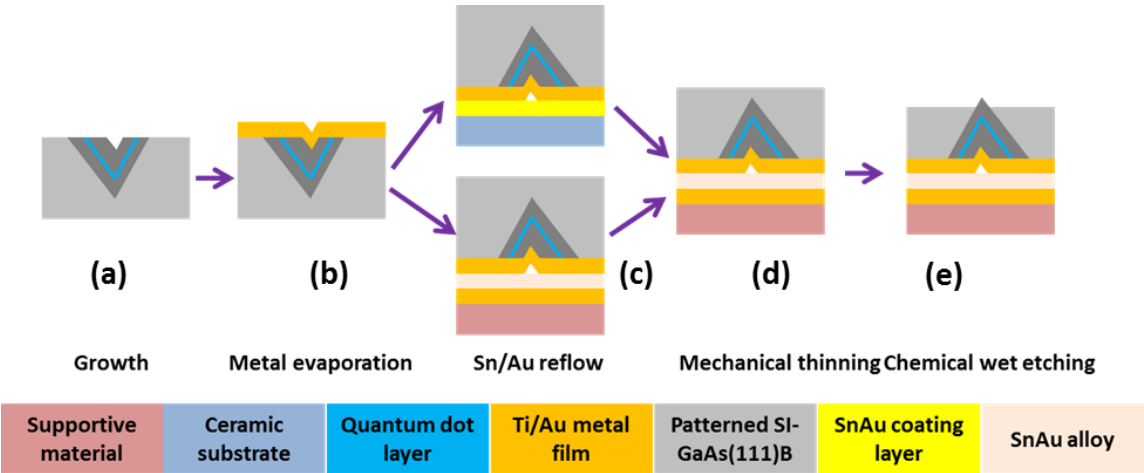 (a)
(b)
(c)
(d)
(e)
Growth
Metal evaporation
Sn/Au reflow
Mechanical thinning
Chemical wet etching
Supportive
material
Ceramic
substrate
Quantum dot
layer
Ti/Au metal
film
Patterned SI-
GaAs(111)B
SnAu coating
layer
SnAu alloy